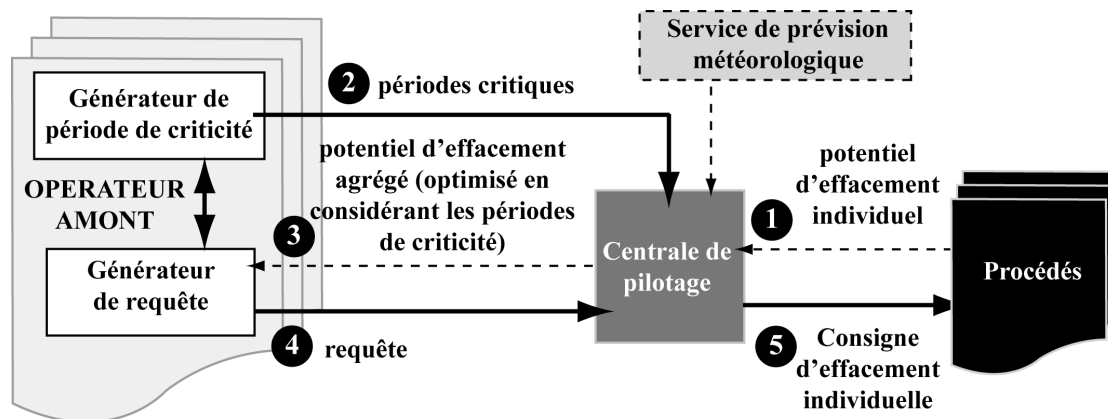 Service de prévision
météorologique
Générateur de
période de criticité
2 périodes critiques
OPERATEUR
AMONT
potentiel d’effacement
agrégé (optimisé en
considérant les périodes
de criticité)
3
Générateur
de requête
4 requête
Centrale de
pilotage
potentiel
d’effacement
individuel
1
Procédés
5 Consigne
d’effacement
individuelle